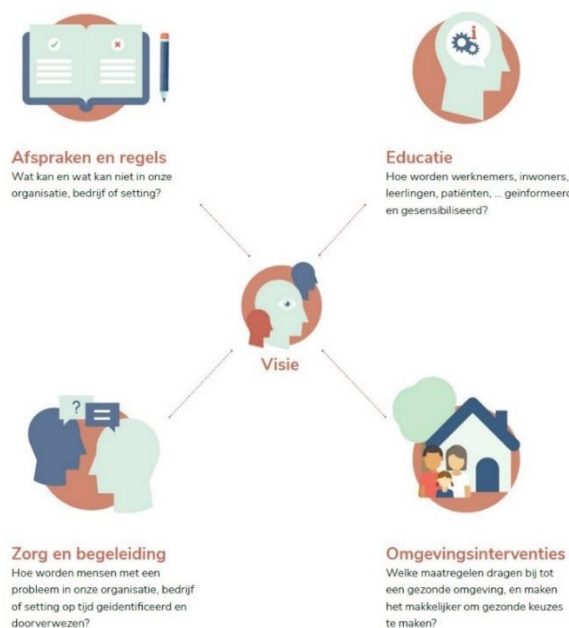 Afspraken en regels
Wat kan en wat kan niet in onze
organisatie, bedrijf of setting?
i
Educatie
Hoe worden werknemers, inwoners,
leerlingen, patiënten, ... geïnformeerd
en gesensibiliseerd?
Visie
? =
Zorg en begeleiding
Hoe worden mensen met een
probleem in onze organisatie, bedrijf
of setting op tijd geïdentificeerd en
doorverwezen?
Omgevingsinterventies
Welke maatregelen dragen bij tot
een gezonde omgeving, en maken
het makkelijker om gezonde keuzes
te maken?